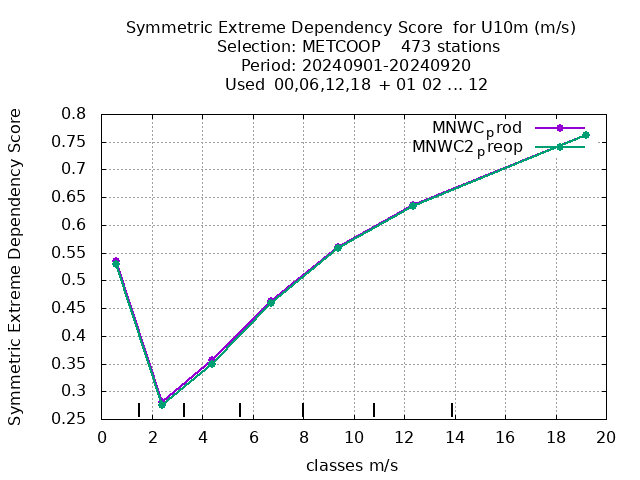 Symmetric Extreme Dependency Score for U10m (m/s)
Selection: METCOOP 473 stations
Period: 20240901-20240920
Used 00,06,12,18 + 01 02 ... 12
Symmetric Extreme Dependency Score
0.8
0.75
0.7
0.65
0.6
0.55
0.5
0.45
0.4
0.35
0.3
0.25
MNWCprod
MNWC2preop
0 2 4 6 8 10 12 14 16 18 20
classes m/s